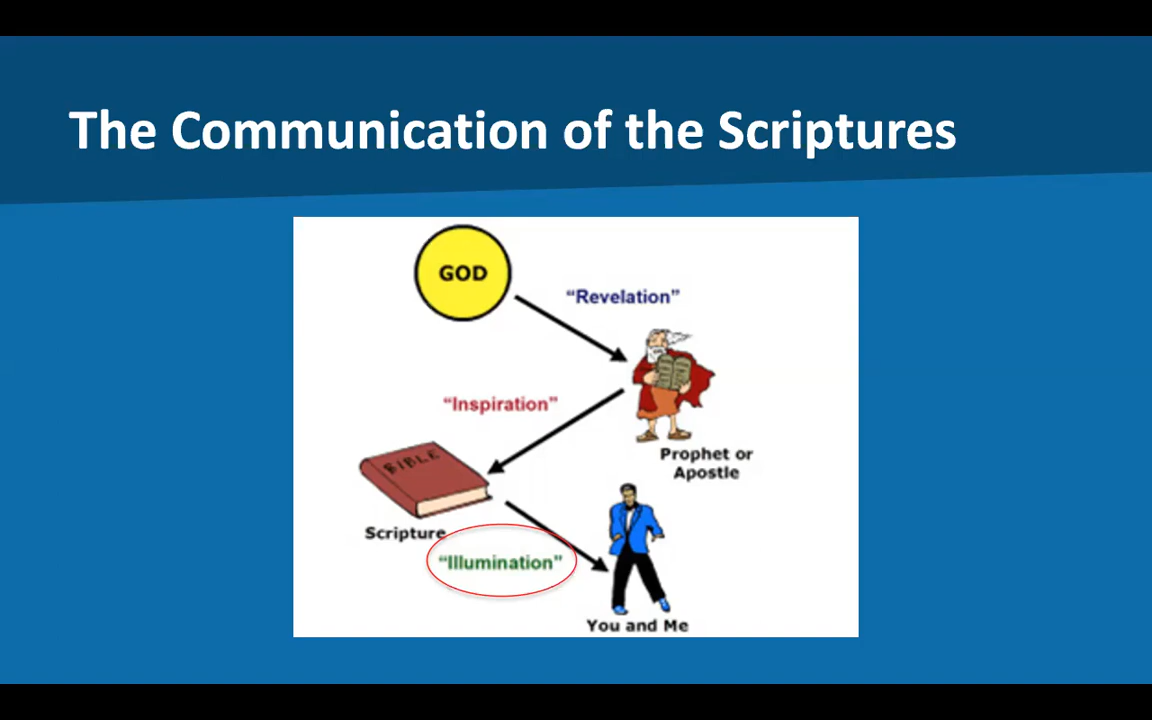 The Communication of the Scriptures
GOD
“Revelation”
“Inspiration”
BIBLE
Prophet or
Apostle
Scripture
“Illumination”
You and Me